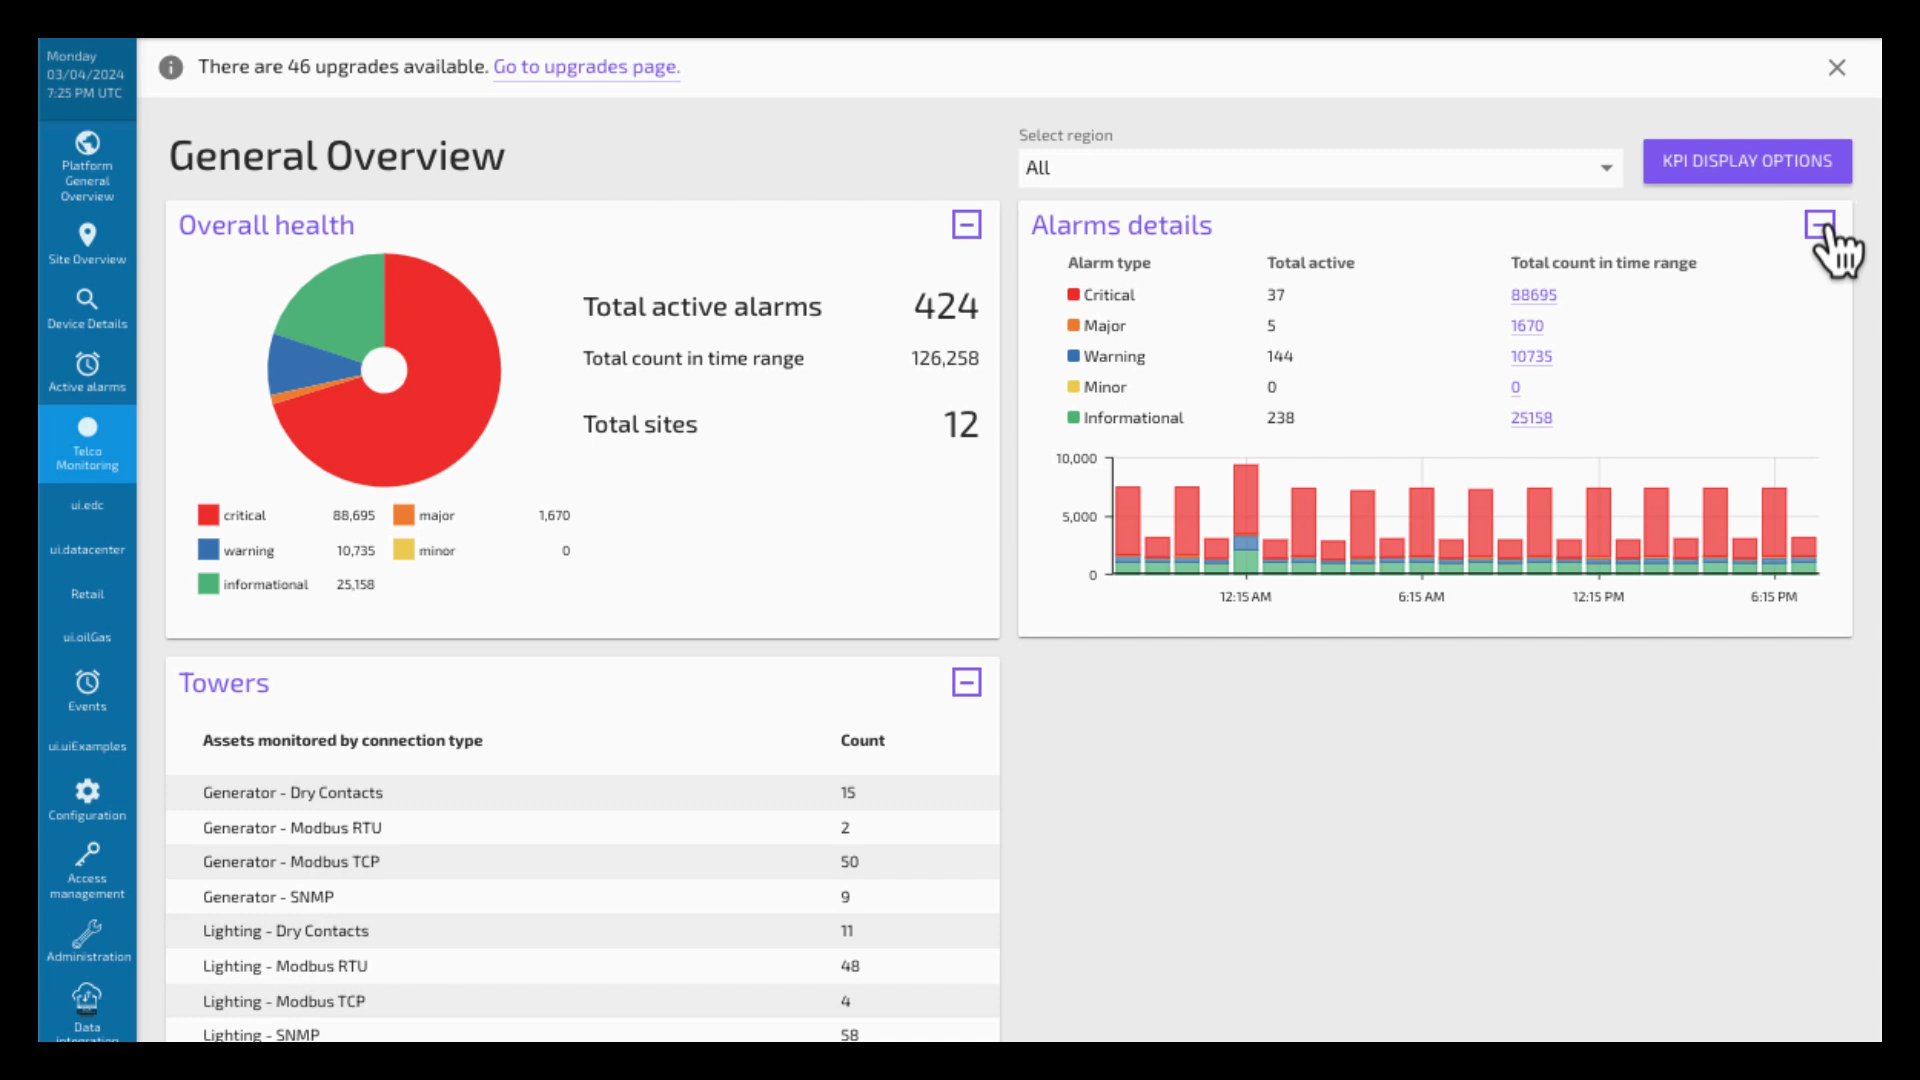 Monday
03/04/2024
7:25 PM UTC
Platform
General
Overview
Site Overview
Device Details
Active alarms
Telco
Monitoring
ui.edc
ui.datacenter
Retail
ui.oilGas
Events
ui.uiExamples
Configuration
Access
management
Administration
Data
integration
There are 46 upgrades available. Go to upgrades page.
General Overview
Select region
All
KPI DISPLAY OPTIONS
Overall health
Total active alarms 424
Total count in time range 126,258
Total sites 12
critical 88,695 major 1,670
warning 10,735 minor 0
informational 25,158
Alarms details
Alarm type Total active Total count in time range
Critical 37 88695
Major 5 1670
Warning 144 10735
Minor 0 0
Informational 238 25158
10,000
5,000
0
12:15 AM 6:15 AM 12:15 PM 6:15 PM
Towers
Assets monitored by connection type Count
Generator - Dry Contacts 15
Generator - Modbus RTU 2
Generator - Modbus TCP 50
Generator - SNMP 9
Lighting - Dry Contacts 11
Lighting - Modbus RTU 48
Lighting - Modbus TCP 4
Lighting - SNMP 58